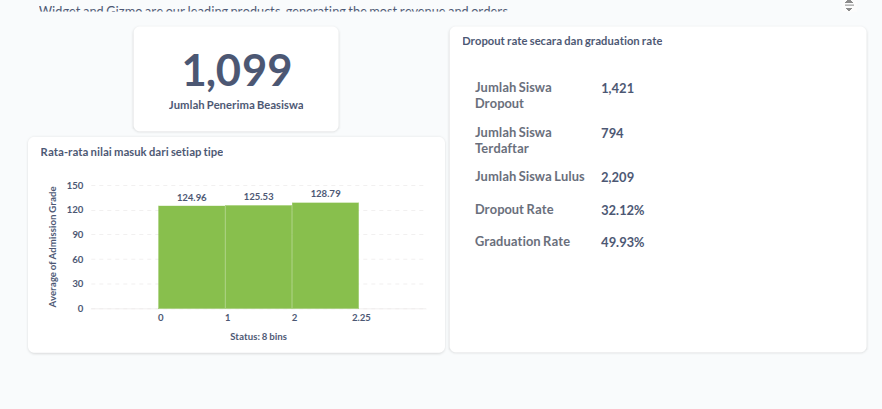 Widget and Gizmo are our leading products, generating the most revenue and orders
1,099
Jumlah Penerima Beasiswa
Rata-rata nilai masuk dari setiap tipe
Average of Admission Grade
150
120
90
60
30
0
124.96
125.53
128.79
0
1
2
2.25
Status: 8 bins
Dropout rate secara dan graduation rate
Jumlah Siswa
Dropout
1,421
Jumlah Siswa
Terdaftar
794
Jumlah Siswa Lulus 2,209
Dropout Rate 32.12%
Graduation Rate 49.93%